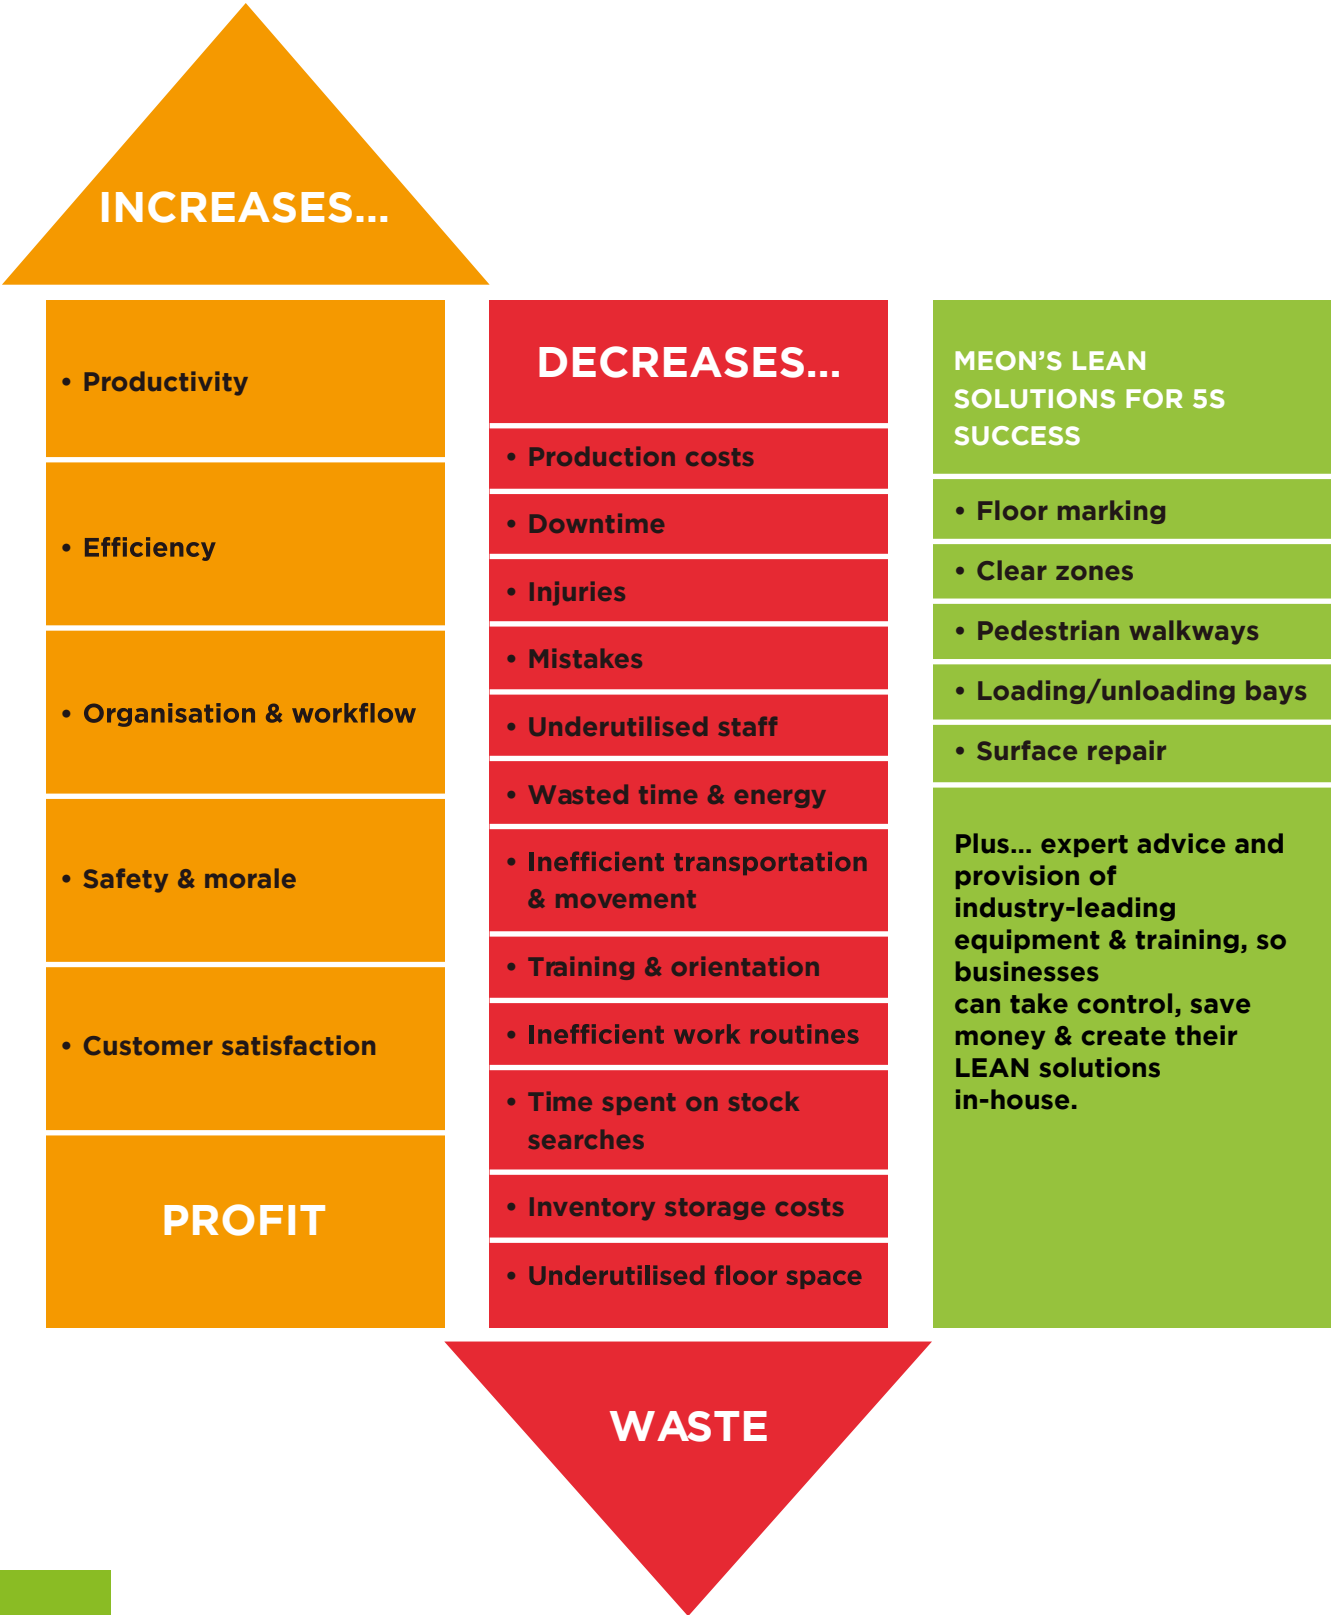 INCREASES...
• Productivity
• Efficiency
• Organisation & workflow
• Safety & morale
• Customer satisfaction
PROFIT
DECREASES...
• Production costs
• Downtime
• Injuries
• Mistakes
• Underutilised staff
• Wasted time & energy
• Inefficient transportation
& movement
• Training & orientation
• Inefficient work routines
• Time spent on stock
searches
• Inventory storage costs
• Underutilised floor space
WASTE
MEON’S LEAN
SOLUTIONS FOR 5S
SUCCESS
• Floor marking
• Clear zones
• Pedestrian walkways
• Loading/unloading bays
• Surface repair
Plus... expert advice and
provision of
industry-leading
equipment & training, so
businesses
can take control, save
money & create their
LEAN solutions
in-house.